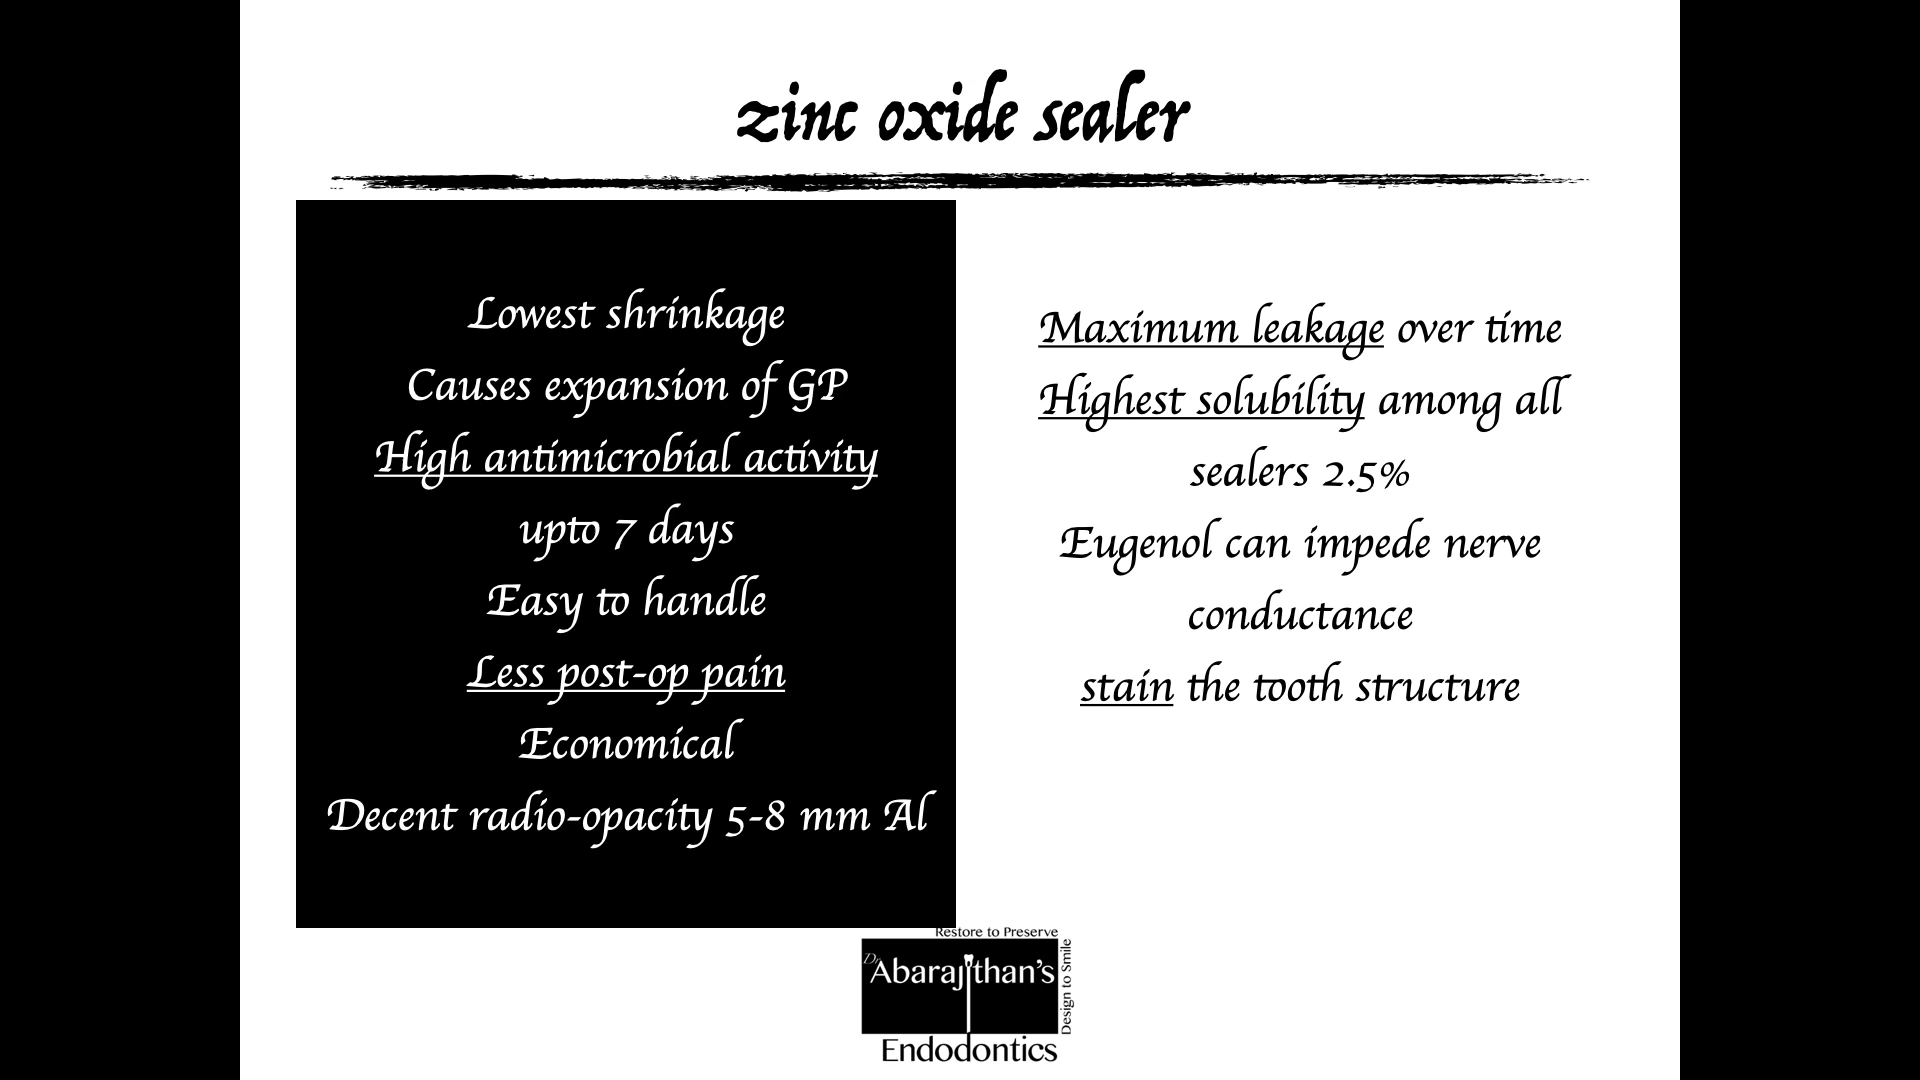 zinc oxide sealer
Lowest shrinkage
Causes expansion of GP
High antimicrobial activity
upto 7 days
Easy to handle
Less post-op pain
Economical
Decent radio-opacity 5-8 mm Al
Maximum leakage over time
Highest solubility among all
sealers 2.5%
Eugenol can impede nerve
conductance
stain the tooth structure
Restore to Preserve
Dr
Abarajithan's
Endodontics
Design to Smile